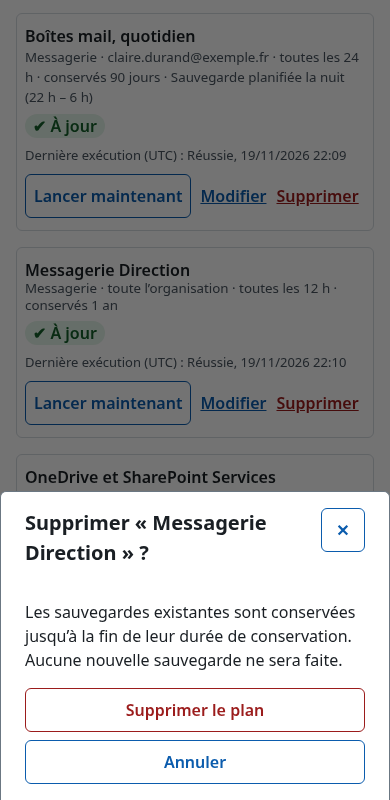 Boîtes mail, quotidien
Messagerie · claire.durand@exemple.fr · toutes les 24
h · conservés 90 jours · Sauvegarde planifiée la nuit
(22 h – 6 h)
✔ À jour
Dernière exécution (UTC) : Réussie, 19/11/2026 22:09
Lancer maintenant Modifier Supprimer
Messagerie Direction
Messagerie · toute l’organisation · toutes les 12 h ·
conservés 1 an
✔ À jour
Dernière exécution (UTC) : Réussie, 19/11/2026 22:10
Lancer maintenant Modifier Supprimer
OneDrive et SharePoint Services
Supprimer « Messagerie
Direction » ?
×
Les sauvegardes existantes sont conservées
jusqu’à la fin de leur durée de conservation.
Aucune nouvelle sauvegarde ne sera faite.
Supprimer le plan
Annuler